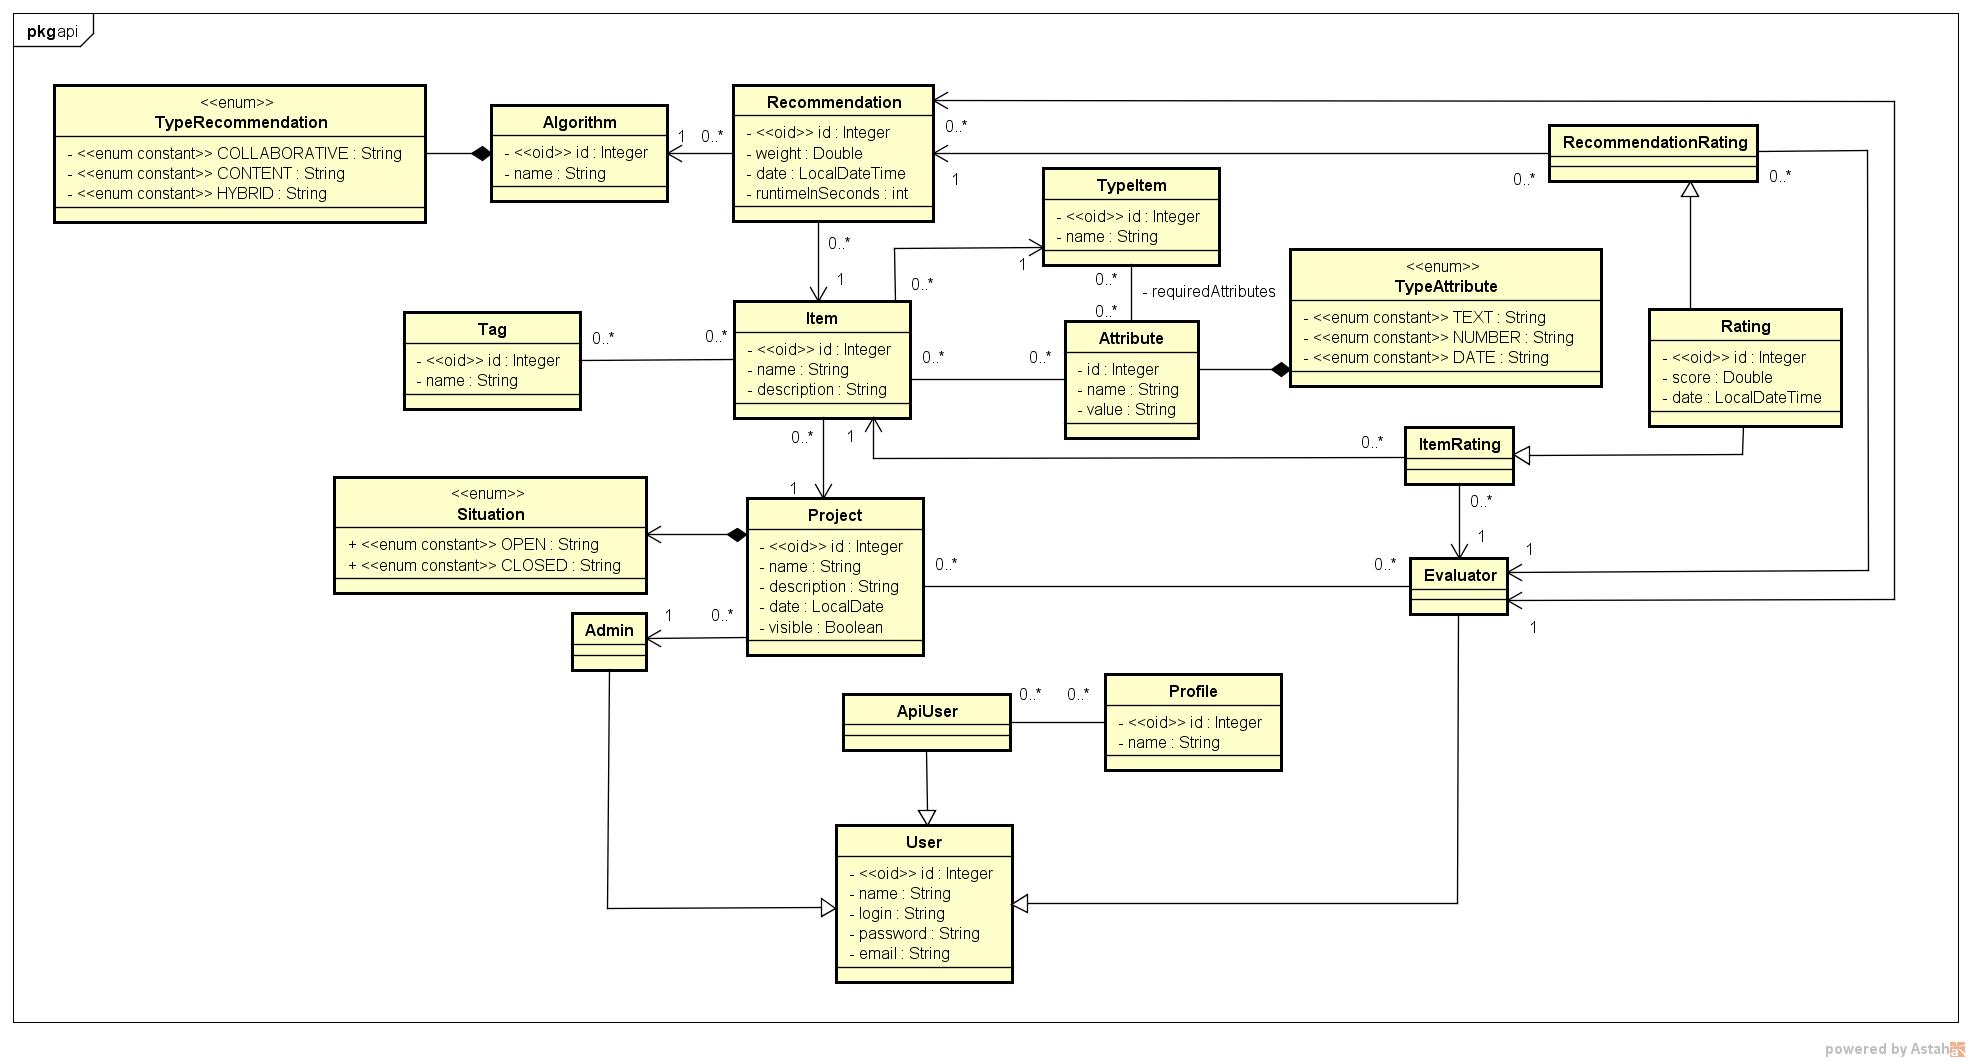 pkg api
<<enum>>
TypeRecommendation
- <<enum constant>> COLLABORATIVE : String
- <<enum constant>> CONTENT : String
- <<enum constant>> HYBRID : String
Algorithm
- <<oid>> id : Integer
- name : String
1
0..*
Recommendation
- <<oid>> id : Integer
- weight : Double
- date : LocalDateTime
- runtimeInSeconds : int
0..*
1
0..*
RecommendationRating
0..*
TypeItem
- <<oid>> id : Integer
- name : String
0..*
1
0..*
1
0..*
- requiredAttributes
0..*
<<enum>>
TypeAttribute
- <<enum constant>> TEXT : String
- <<enum constant>> NUMBER : String
- <<enum constant>> DATE : String
Rating
- <<oid>> id : Integer
- score : Double
- date : LocalDateTime
Tag
- <<oid>> id : Integer
- name : String
0..*
0..*
Item
- <<oid>> id : Integer
- name : String
- description : String
0..*
0..*
Attribute
- id : Integer
- name : String
- value : String
0..*
1
0..*
ItemRating
0..*
1
1
<<enum>>
Situation
+ <<enum constant>> OPEN : String
+ <<enum constant>> CLOSED : String
1
Project
- <<oid>> id : Integer
- name : String
- description : String
- date : LocalDate
- visible : Boolean
0..*
0..*
Evaluator
1
Admin
1
0..*
ApiUser
0..*
0..*
Profile
- <<oid>> id : Integer
- name : String
User
- <<oid>> id : Integer
- name : String
- login : String
- password : String
- email : String
powered by Astah